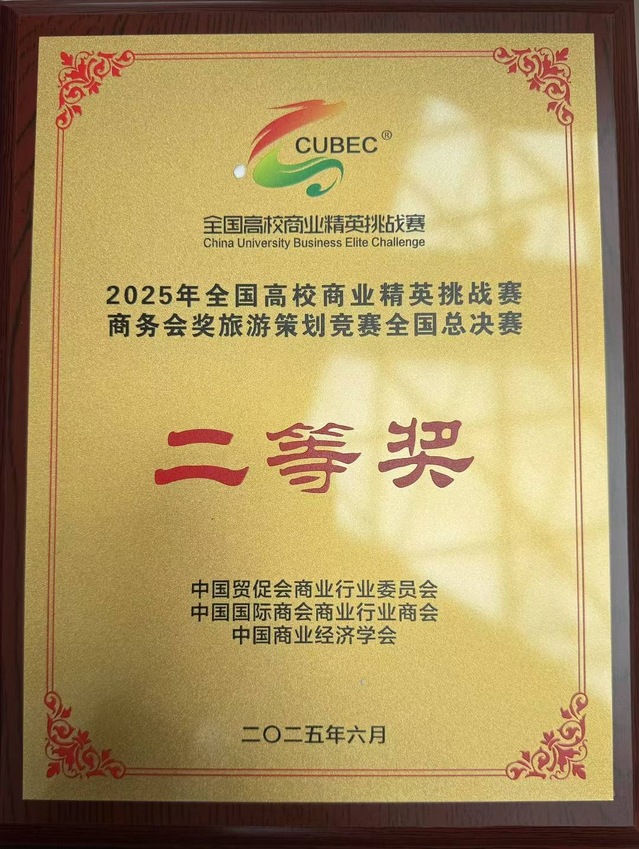 CUBEC®
全国高校商业精英挑战赛
China University Business Elite Challenge
2025年全国高校商业精英挑战赛
商务会奖旅游策划竞赛全国总决赛
二等奖
中国贸促会商业行业委员会
中国国际商会商业行业商会
中国商业经济学会
二〇二五年六月